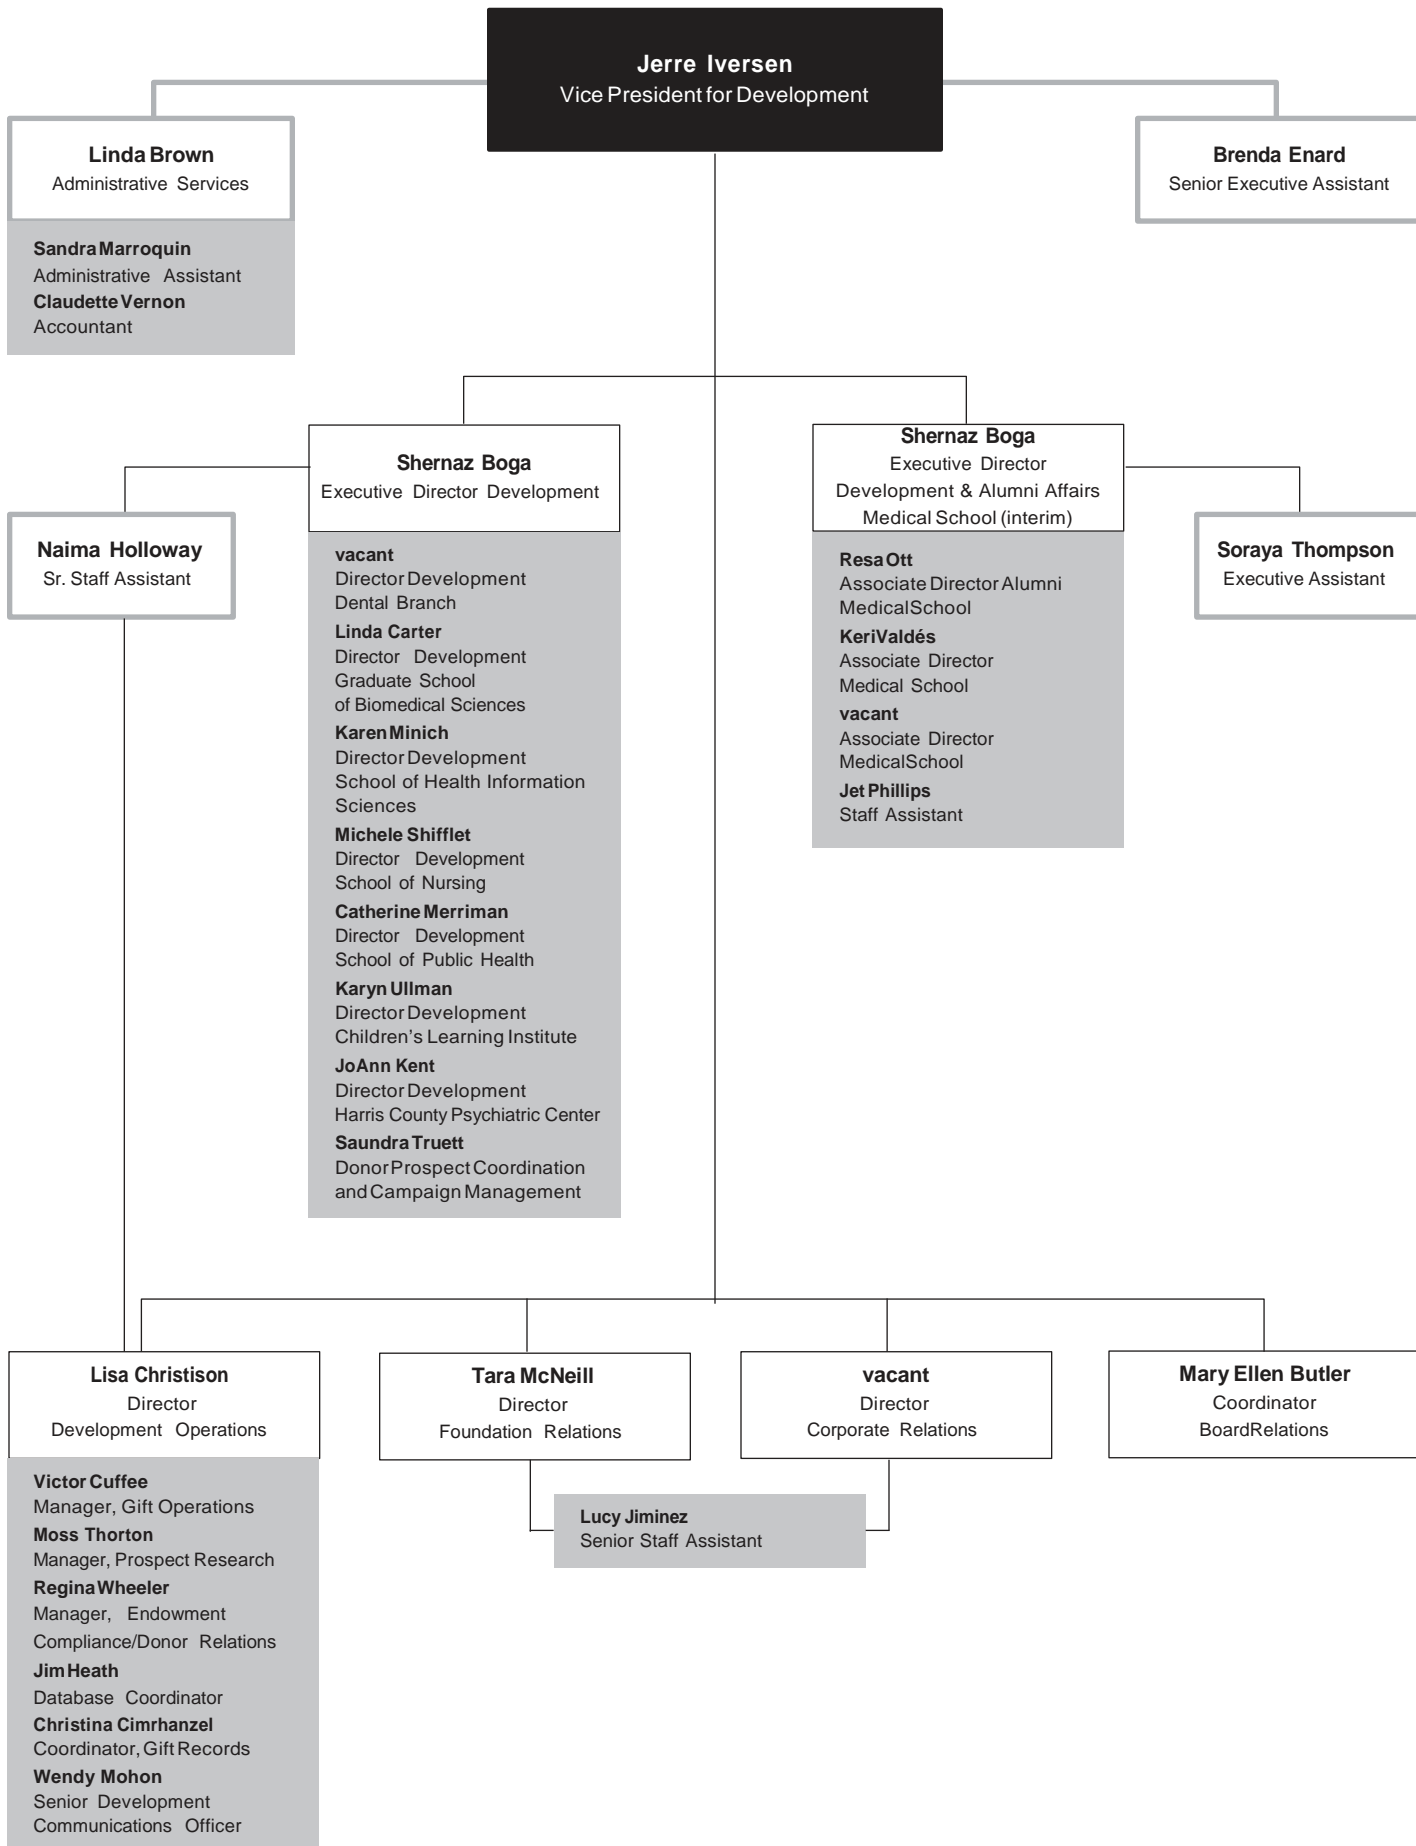 Jerre Iversen
Vice President for Development
Linda Brown
Administrative Services
Brenda Enard
Senior Executive Assistant
Sandra Marroquin
Administrative Assistant
Claudette Vernon
Accountant
Shernaz Boga
Executive Director Development
Shernaz Boga
Executive Director
Development & Alumni Affairs
Medical School (interim)
Naima Holloway
Sr. Staff Assistant
Soraya Thompson
Executive Assistant
vacant
Director Development
Dental Branch
Linda Carter
Director Development
Graduate School
of Biomedical Sciences
Karen Minich
Director Development
School of Health Information
Sciences
Michele Shifflet
Director Development
School of Nursing
Catherine Merriman
Director Development
School of Public Health
Karyn Ullman
Director Development
Children’s Learning Institute
JoAnn Kent
Director Development
Harris County Psychiatric Center
Saundra Truett
Donor Prospect Coordination
and Campaign Management
Resa Ott
Associate Director Alumni
Medical School
Keri Valdés
Associate Director
Medical School
vacant
Associate Director
Medical School
Jet Phillips
Staff Assistant
Lisa Christison
Director
Development Operations
Tara McNeill
Director
Foundation Relations
vacant
Director
Corporate Relations
Mary Ellen Butler
Coordinator
Board Relations
Victor Cuffee
Manager, Gift Operations
Moss Thorton
Manager, Prospect Research
Regina Wheeler
Manager, Endowment
Compliance/Donor Relations
Jim Heath
Database Coordinator
Christina Cimrhanzel
Coordinator, Gift Records
Wendy Mohon
Senior Development
Communications Officer
Lucy Jiminez
Senior Staff Assistant